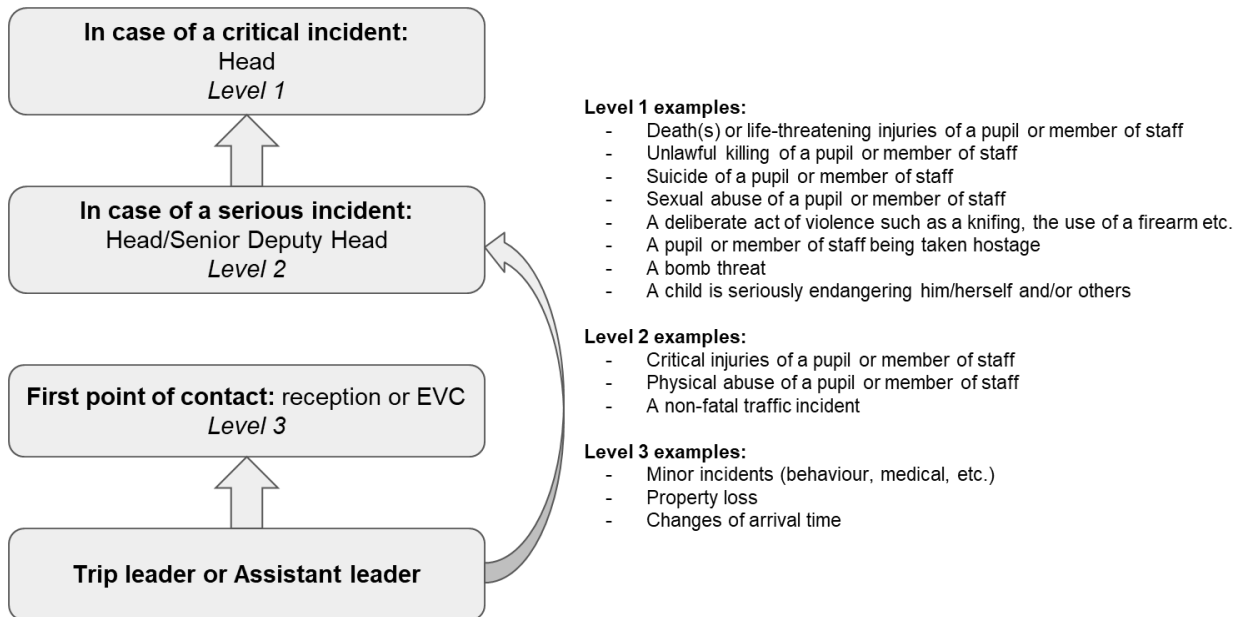 In case of a critical incident:
Head
Level 1
In case of a serious incident:
Head/Senior Deputy Head
Level 2
First point of contact: reception or EVC
Level 3
Trip leader or Assistant leader
Level 1 examples:
- Death(s) or life-threatening injuries of a pupil or member of staff
- Unlawful killing of a pupil or member of staff
- Suicide of a pupil or member of staff
- Sexual abuse of a pupil or member of staff
- A deliberate act of violence such as a knifing, the use of a firearm etc.
- A pupil or member of staff being taken hostage
- A bomb threat
- A child is seriously endangering him/herself and/or others
Level 2 examples:
- Critical injuries of a pupil or member of staff
- Physical abuse of a pupil or member of staff
- A non-fatal traffic incident
Level 3 examples:
- Minor incidents (behaviour, medical, etc.)
- Property loss
- Changes of arrival time